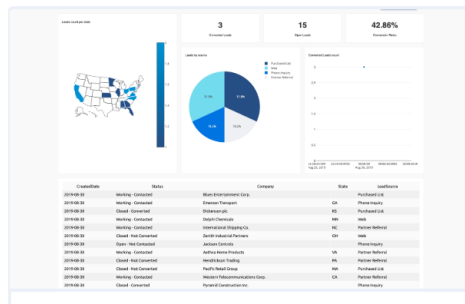 Leads count per state
3
Converted Leads
15
Open Leads
42.86%
Conversion Rates
Leads by source
Purchased List
Web
Phone Inquiry
Partner Referral
Converted Leads count
CreatedDate Status Company State LeadSource
2019-08-30 Working - Contacted Blues Entertainment Corp. Purchased List
2019-08-30 Working - Contacted Emerson Transport GA Phone Inquiry
2019-08-30 Closed - Converted Dickenson plc KS Purchased List
2019-08-30 Working - Contacted Delphi Chemicals MN Web
2019-08-30 Working - Contacted International Shipping Co. NC Partner Referral
2019-08-30 Closed - Not Converted Zenith Industrial Partners OH Web
2019-08-30 Open - Not Contacted Jackson Controls Phone Inquiry
2019-08-30 Working - Contacted Aethna Home Products VA Partner Referral
2019-08-30 Closed - Not Converted Hendrickson Trading PA Partner Referral
2019-08-30 Closed - Not Converted Pacific Retail Group MA Purchased List
2019-08-30 Working - Contacted Western Telecommunications Corp. CA Partner Referral
2019-08-30 Closed - Converted Pyramid Construction Inc. Phone Inquiry